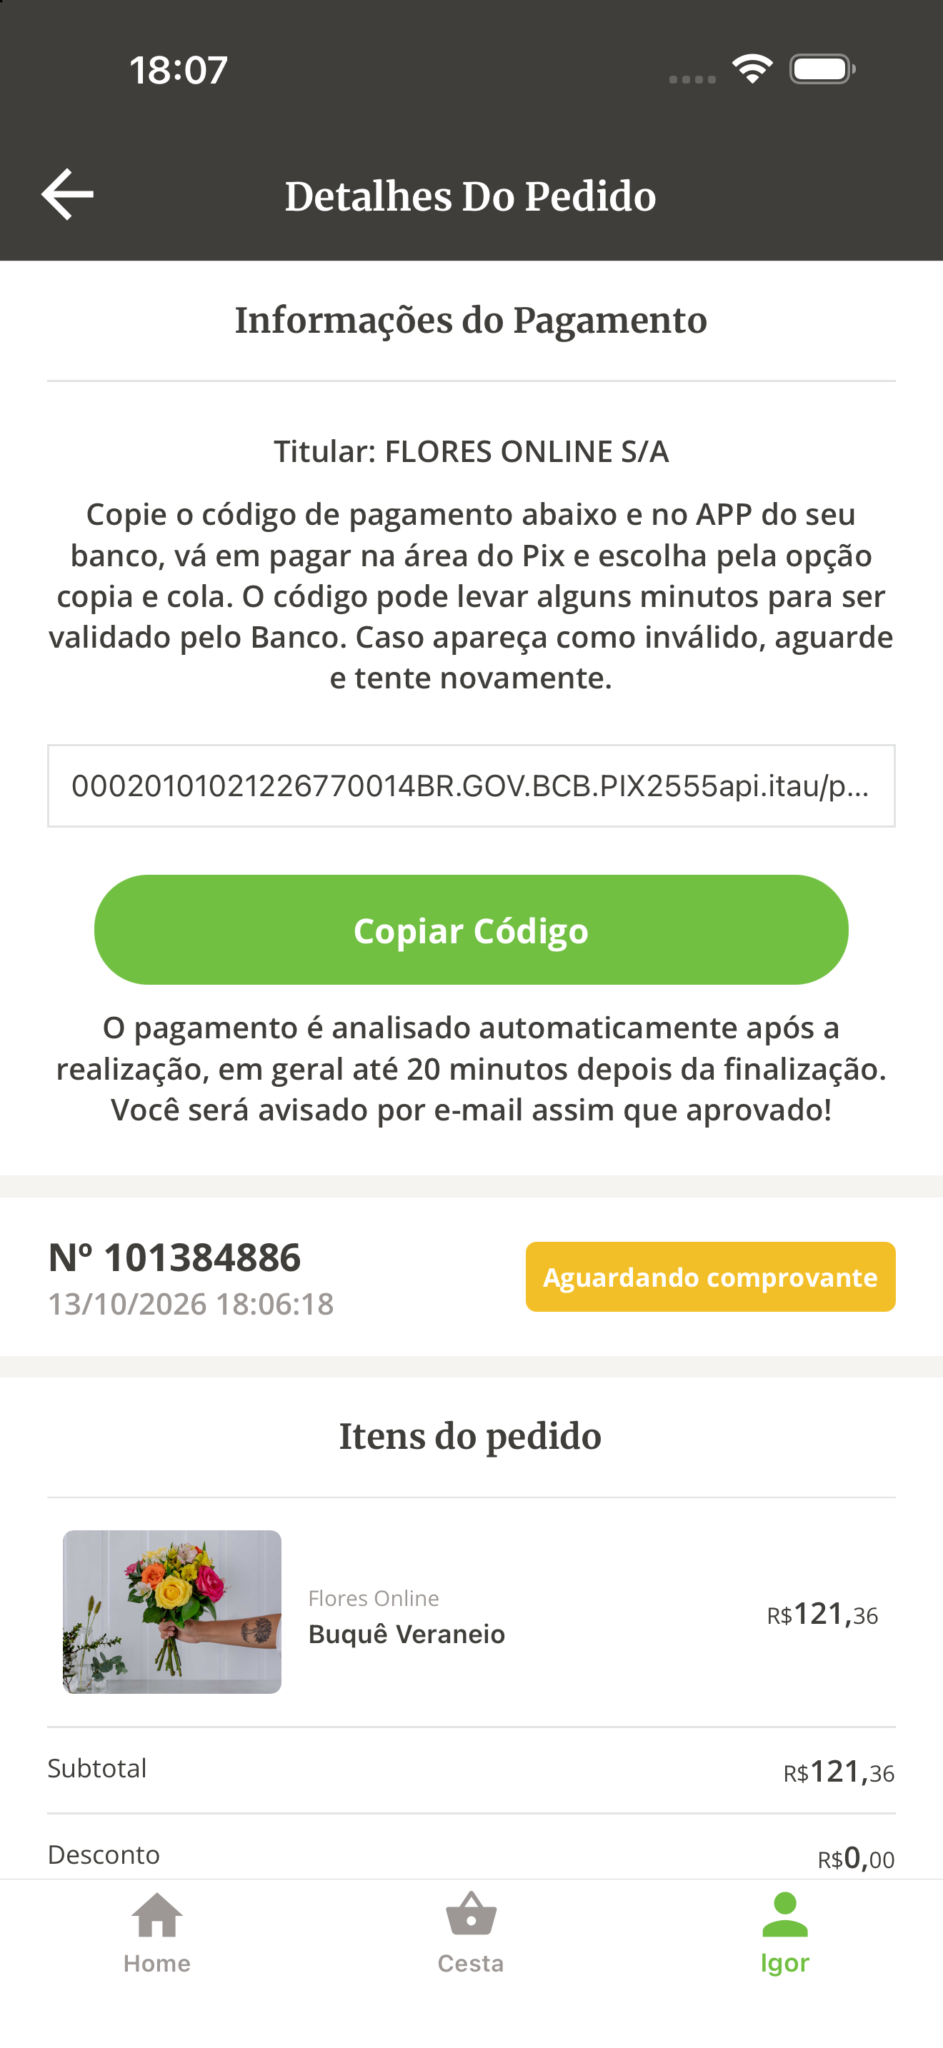 18:07
Detalhes Do Pedido
Informações do Pagamento
Titular: FLORES ONLINE S/A
Copie o código de pagamento abaixo e no APP do seu
banco, vá em pagar na área do Pix e escolha pela opção
copia e cola. O código pode levar alguns minutos para ser
validado pelo Banco. Caso apareça como inválido, aguarde
e tente novamente.
00020101021226770014BR.GOV.BCB.PIX2555api.itau/p...
Copiar Código
O pagamento é analisado automaticamente após a
realização, em geral até 20 minutos depois da finalização.
Você será avisado por e-mail assim que aprovado!
Nº 101384886
Aguardando comprovante
13/10/2026 18:06:18
Itens do pedido
Flores Online
Buquê Veraneio
R$121,36
Subtotal
R$121,36
Desconto
R$0,00
Home
Cesta
Igor